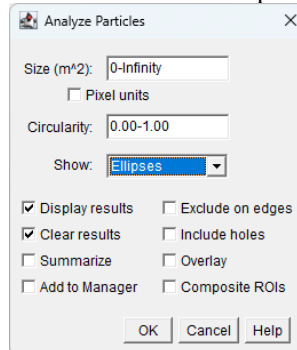 Analyze Particles
Size (m^2): 0-Infinity
Pixel units
Circularity: 0.00-1.00
Show: Ellipses
Display results Exclude on edges
Clear results Include holes
Summarize Overlay
Add to Manager Composite ROIs
OK Cancel Help